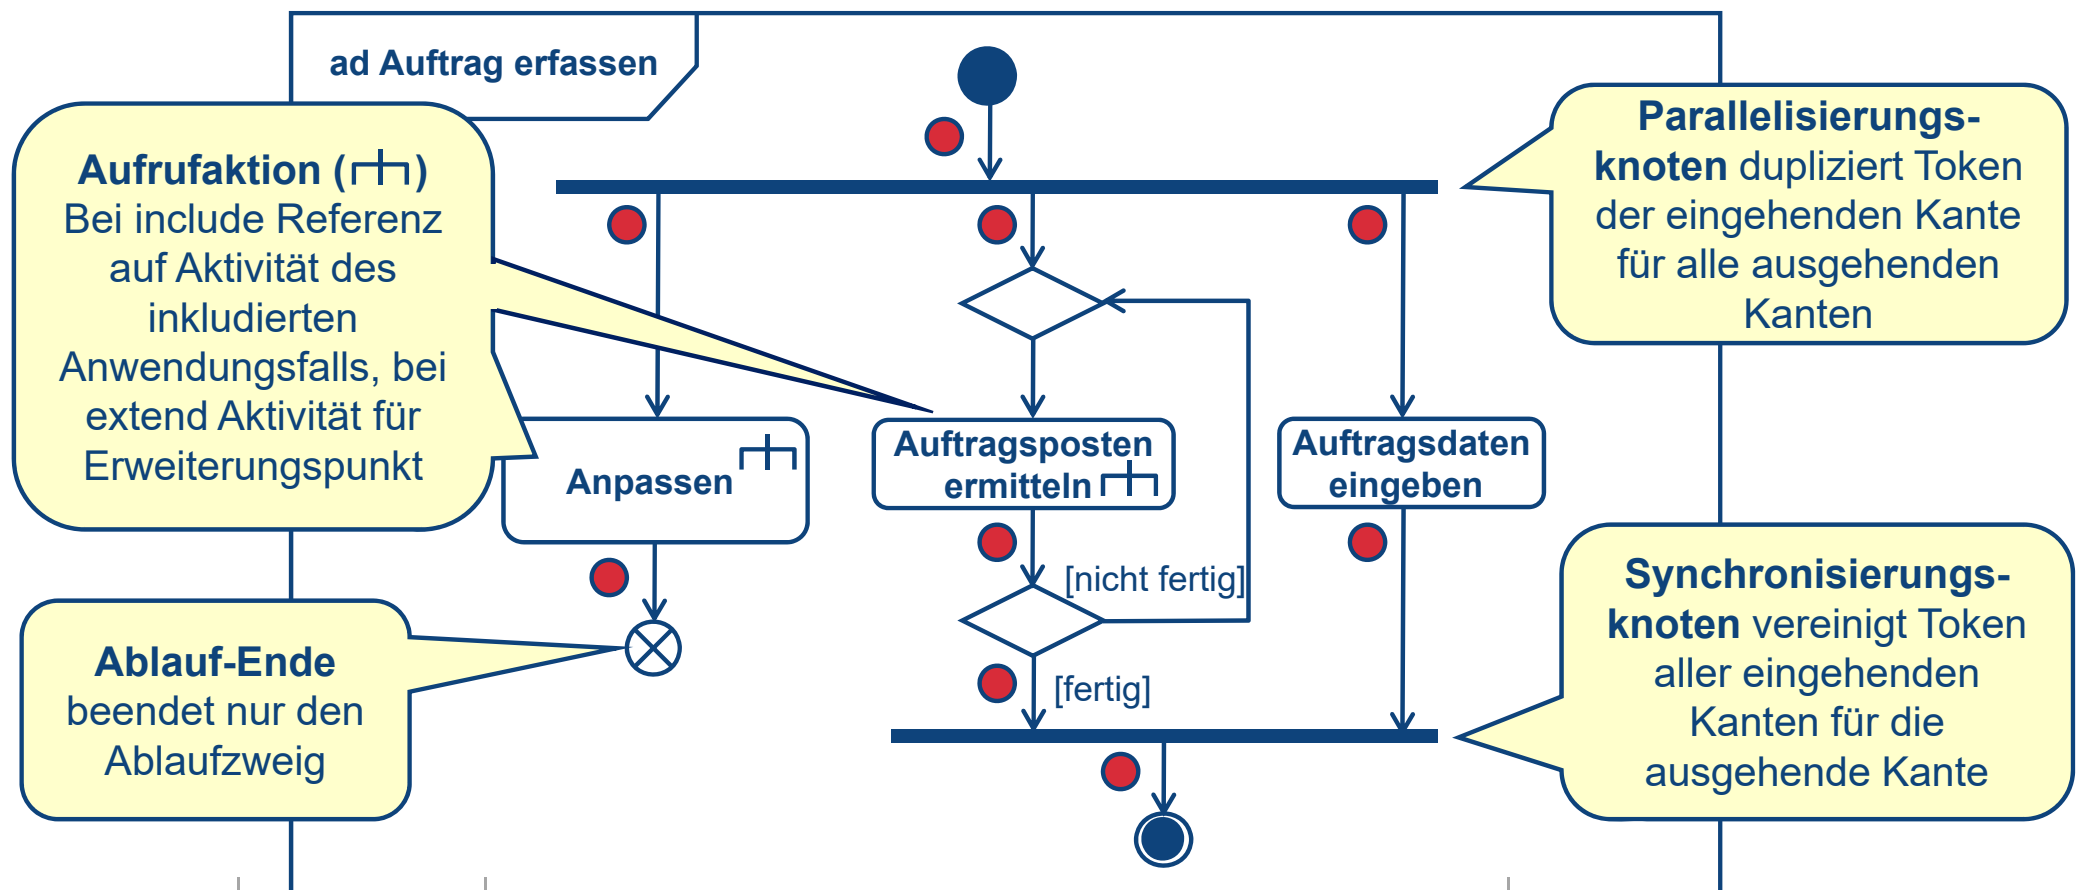 ad Auftrag erfassen
Aufrufaktion ( )
Bei include Referenz
auf Aktivität des
inkludierten
Anwendungsfalls, bei
extend Aktivität für
Erweiterungspunkt
Parallelisierungs-
knoten dupliziert Token
der eingehenden Kante
für alle ausgehenden
Kanten
Anpassen
Auftragsposten
ermitteln
Auftragsdaten
eingeben
[nicht fertig]
[fertig]
Ablauf-Ende
beendet nur den
Ablaufzweig
Synchronisierungs-
knoten vereinigt Token
aller eingehenden
Kanten für die
ausgehende Kante